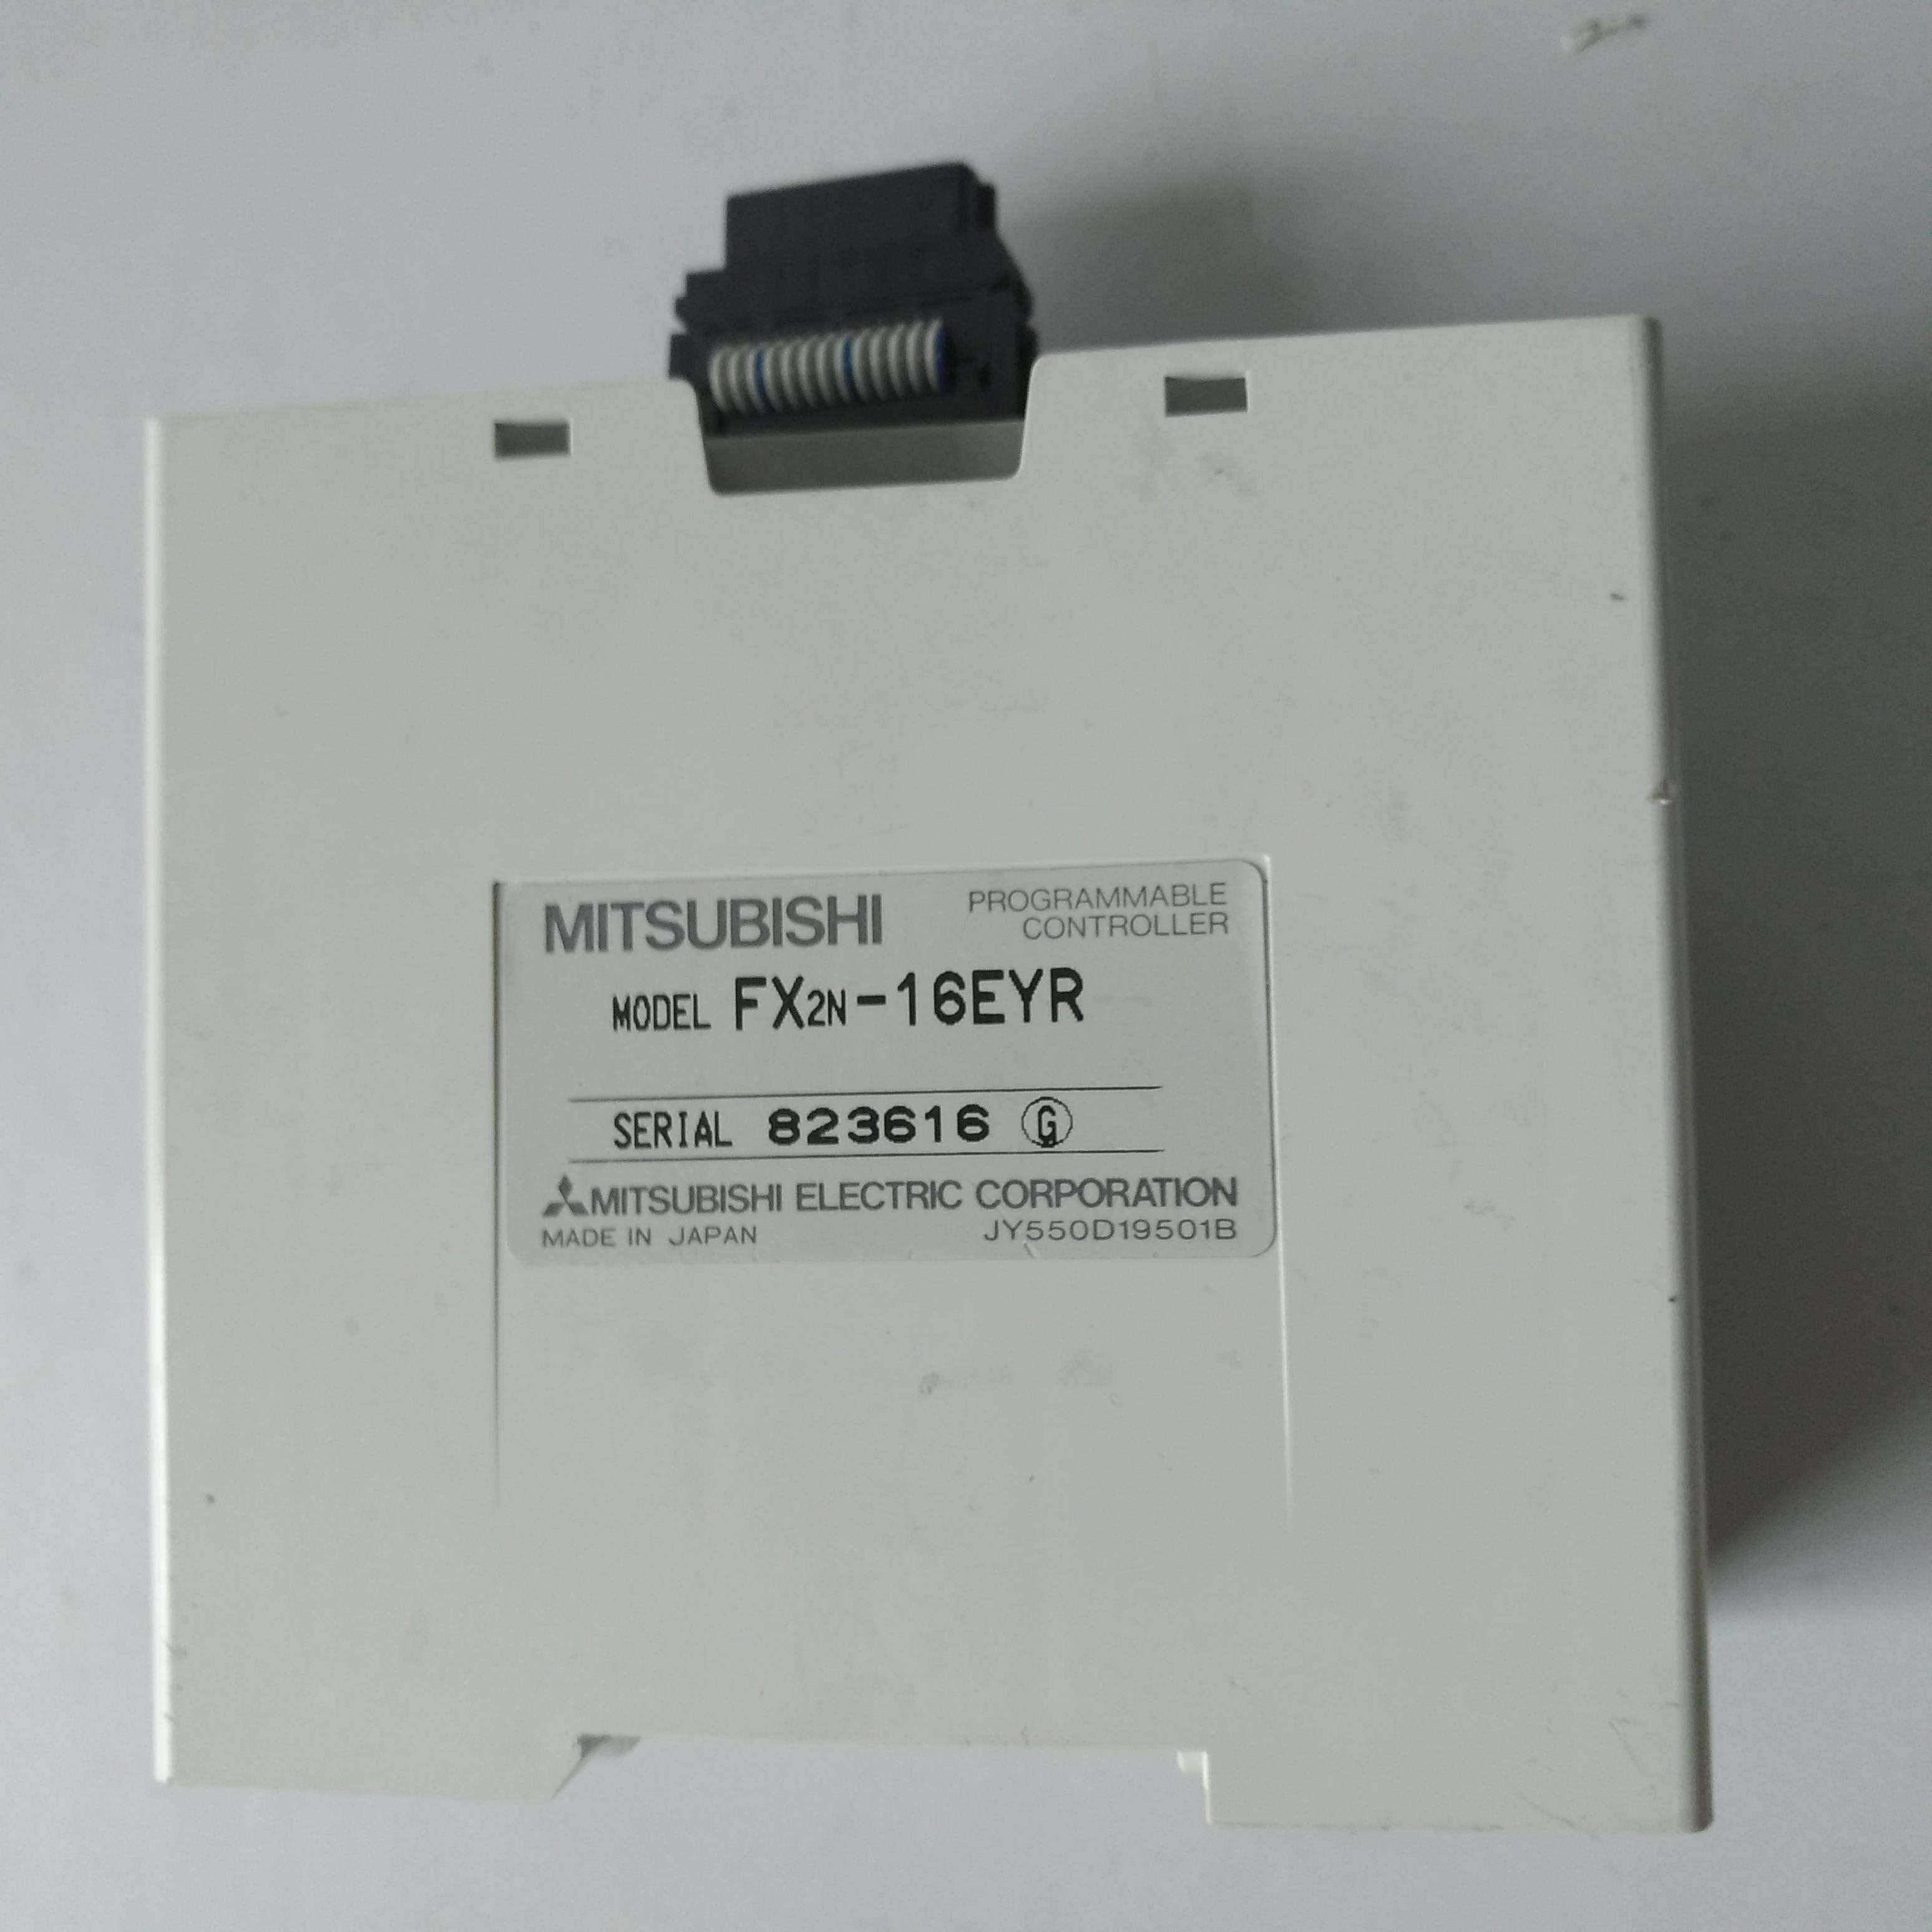 MITSUBISHI
PROGRAMMABLE
CONTROLLER
MODEL FX2N-16EYR
SERIAL 823616 G
MITSUBISHI ELECTRIC CORPORATION
MADE IN JAPAN JY550D19501B